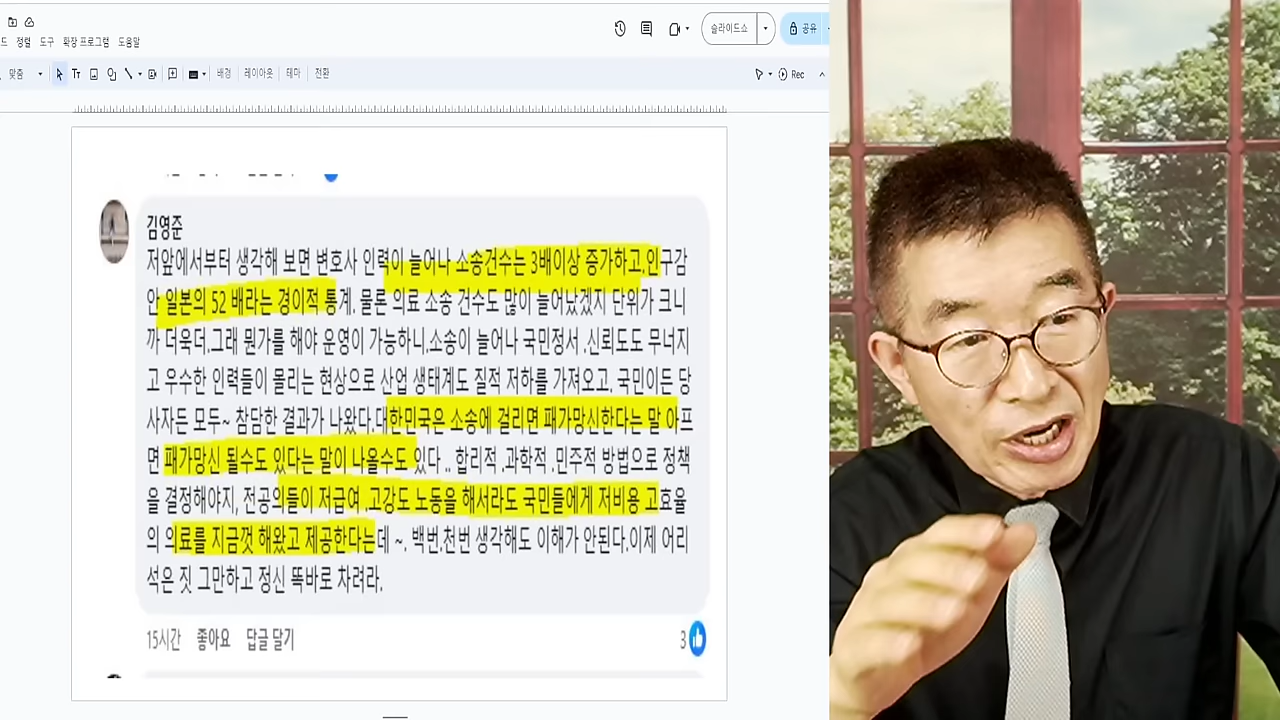 드 정렬 도구 확장 프로그램 도움말
슬라이드쇼
공유
맞춤
Tт
배경 레이아웃 테마 전환
Rec
김영준
저앞에서부터 생각해 보면 변호사 인력이 늘어나 소송건수는 3배이상 증가하고,인구감
안 일본의 52 배라는 경이적 통계. 물론 의료 소송 건수도 많이 늘어났겠지 단위가 크니
까 더욱더.그래 뭔가를 해야 운영이 가능하니,소송이 늘어나 국민정서 .신뢰도도 무너지
고 우수한 인력들이 몰리는 현상으로 산업 생태계도 질적 저하를 가져오고, 국민이든 당
사자든 모두~ 참담한 결과가 나왔다.대한민국은 소송에 걸리면 패가망신한다는 말 아프
면 패가망신 될수도 있다는 말이 나올수도 있다 .. 합리적 .과학적 .민주적 방법으로 정책
을 결정해야지, 전공의들이 저급여 .고강도 노동을 해서라도 국민들에게 저비용 고효율
의 의료를 지금껏 해왔고 제공한다는데 ~. 백번.천번 생각해도 이해가 안된다.이제 어리
석은 짓 그만하고 정신 똑바로 차려라.
15시간 좋아요 답글 달기 3